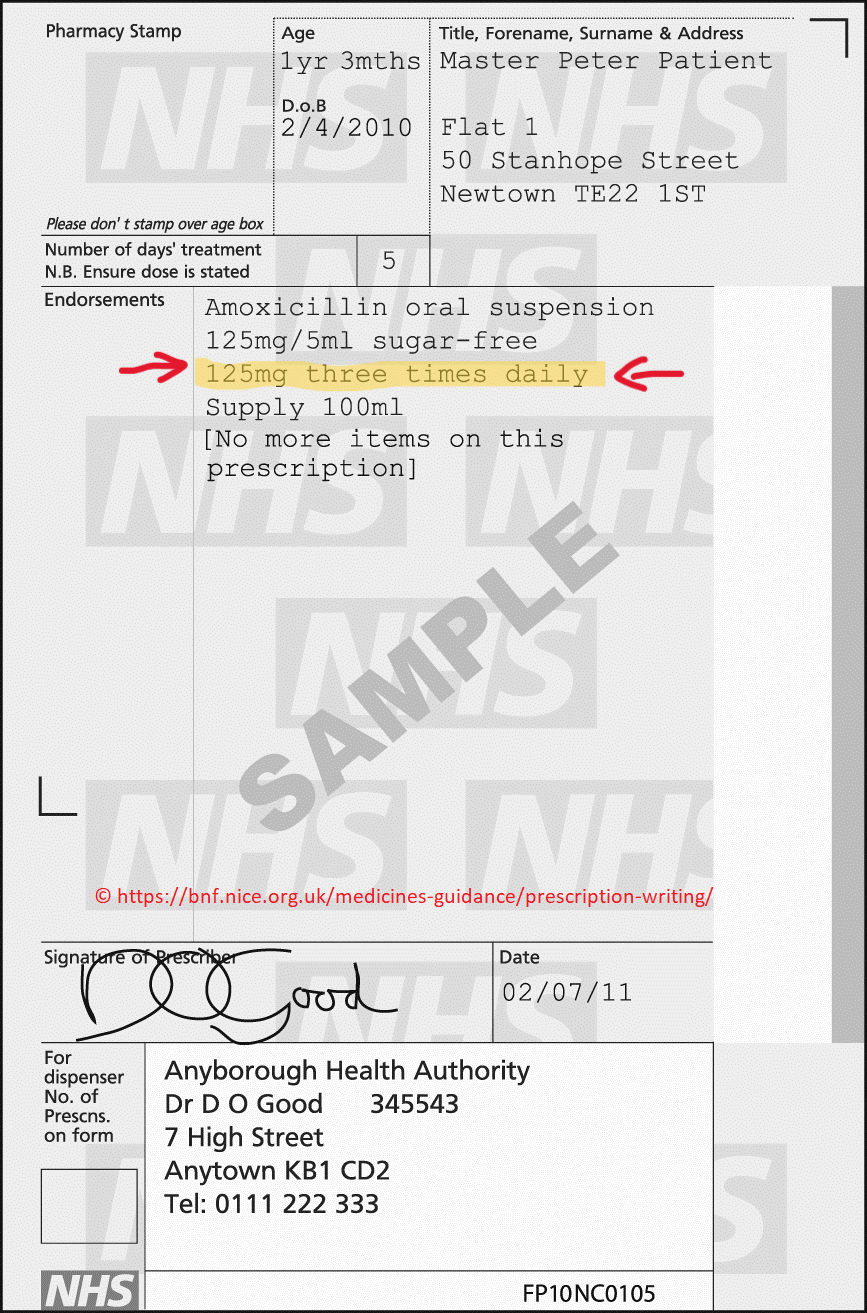 Pharmacy Stamp
Age
1yr 3mths
D.o.B
2/4/2010
Title, Forename, Surname & Address
Master Peter Patient
Flat 1
50 Stanhope Street
Newtown TE22 1ST
Please don't stamp over age box
Number of days' treatment
N.B. Ensure dose is stated
5
Endorsements
Amoxicillin oral suspension
125mg/5ml sugar-free
125mg three times daily
Supply 100ml
[No more items on this
prescription]
NHS
SAMPLE
© https://bnf.nice.org.uk/medicines-guidance/prescription-writing/
Signature of Prescriber
D O Good
Date
02/07/11
For
dispenser
No. of
Prescns.
on form
Anyborough Health Authority
Dr D O Good 345543
7 High Street
Anytown KB1 CD2
Tel: 0111 222 333
NHS
FP10NC0105